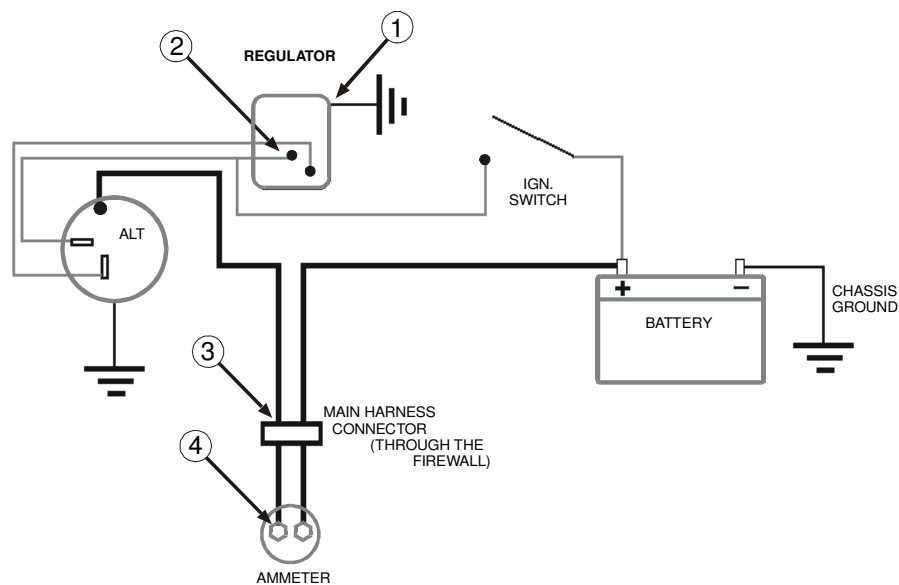 1
2
REGULATOR
IGN.
SWITCH
ALT
+
−
BATTERY
CHASSIS
GROUND
3
MAIN HARNESS
CONNECTOR
(THROUGH THE
FIREWALL)
4
AMMETER